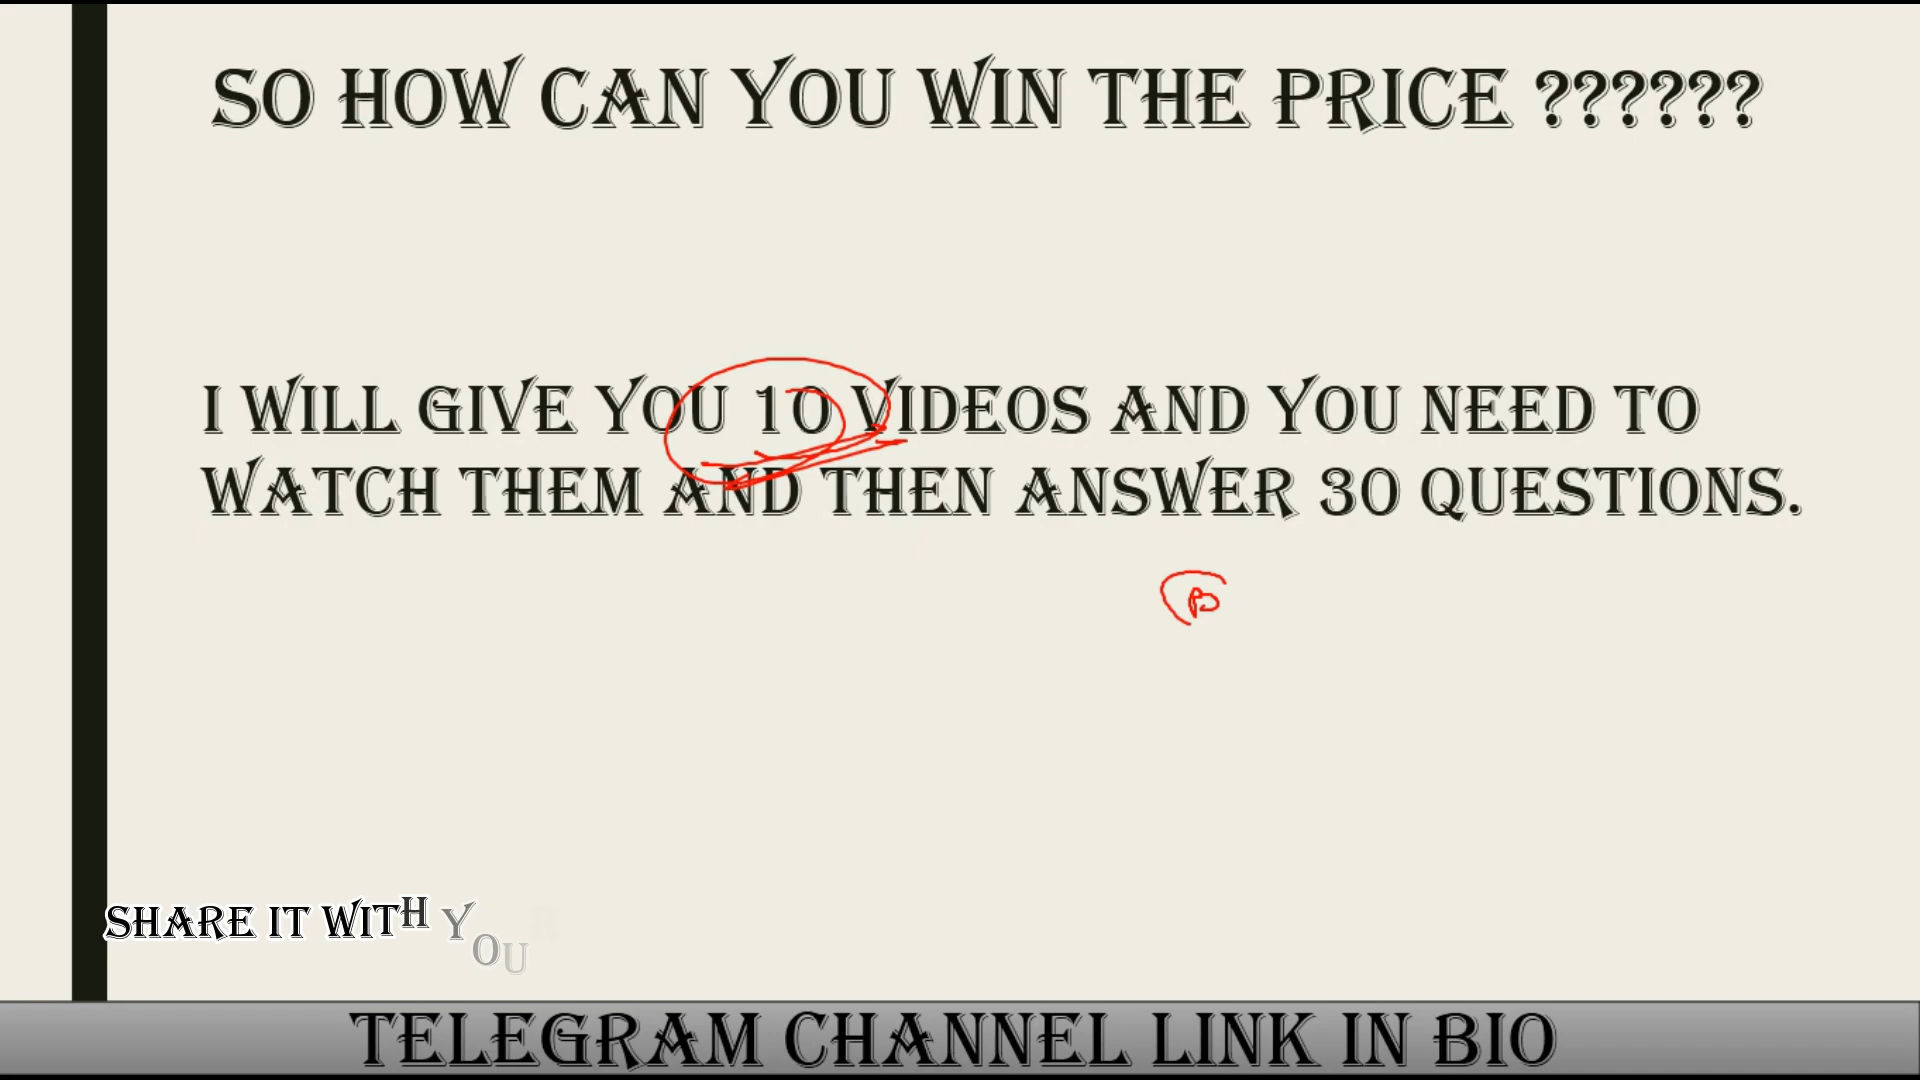 SO HOW CAN YOU WIN THE PRICE ??????
I WILL GIVE YOU 10 VIDEOS AND YOU NEED TO
WATCH THEM AND THEN ANSWER 30 QUESTIONS.
SHARE IT WITH YOUR
TELEGRAM CHANNEL LINK IN BIO